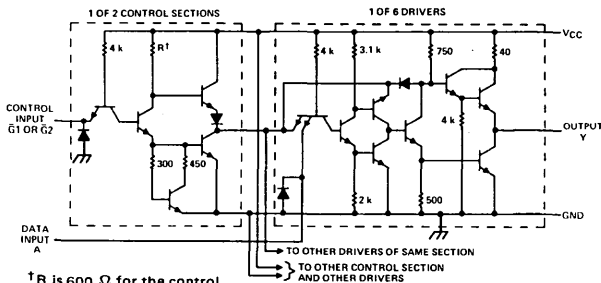 1 OF 2 CONTROL SECTIONS
1 OF 6 DRIVERS
VCC
4 k
R†
4 k
3.1 k
750
40
CONTROL
INPUT
G̅1 OR G̅2
4 k
OUTPUT
Y
300
450
2 k
500
GND
DATA
INPUT
A
TO OTHER DRIVERS OF SAME SECTION
TO OTHER CONTROL SECTION
AND OTHER DRIVERS
†R is 600 Ω for the control